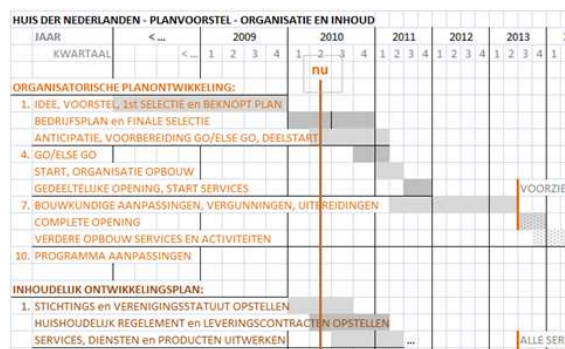 HUIS DER NEDERLANDEN - PLANVOORSTEL - ORGANISATIE EN INHOUD
JAAR < ... 2009 2010 2011 2012 2013
KWARTAAL < ... 1 2 3 4 1 2 3 4 1 2 3 4 1 2 3 4 1 2 3 4 1
nu
ORGANISATORISCHE PLANONTWIKKELING:
1. IDEE, VOORSTEL, 1st SELECTIE en BEKNOPT PLAN
BEDRIJFSPLAN en FINALE SELECTIE
ANTICIPATIE, VOORBEREIDING GO/ELSE GO, DEELSTART
4. GO/ELSE GO
START, ORGANISATIE OPBOUW
GEDEELTELIJKE OPENING, START SERVICES VOORZIE
7. BOUWKUNDIGE AANPASSINGEN, VERGUNNINGEN, UITBREIDINGEN
COMPLETE OPENING
VERDERE OPBOUW SERVICES EN ACTIVITEITEN
10. PROGRAMMA AANPASSINGEN
INHOUDELIJK ONTWIKKELINGSPLAN:
1. STICHTINGS en VERENIGINGSSTATUUT OPSTELLEN
HUISHOUDELIJK REGELEMENT en LEVERINGSCONTRACTEN OPSTELLEN
SERVICES, DIENSTEN en PRODUCTEN UITWERKEN ... ALLE SER